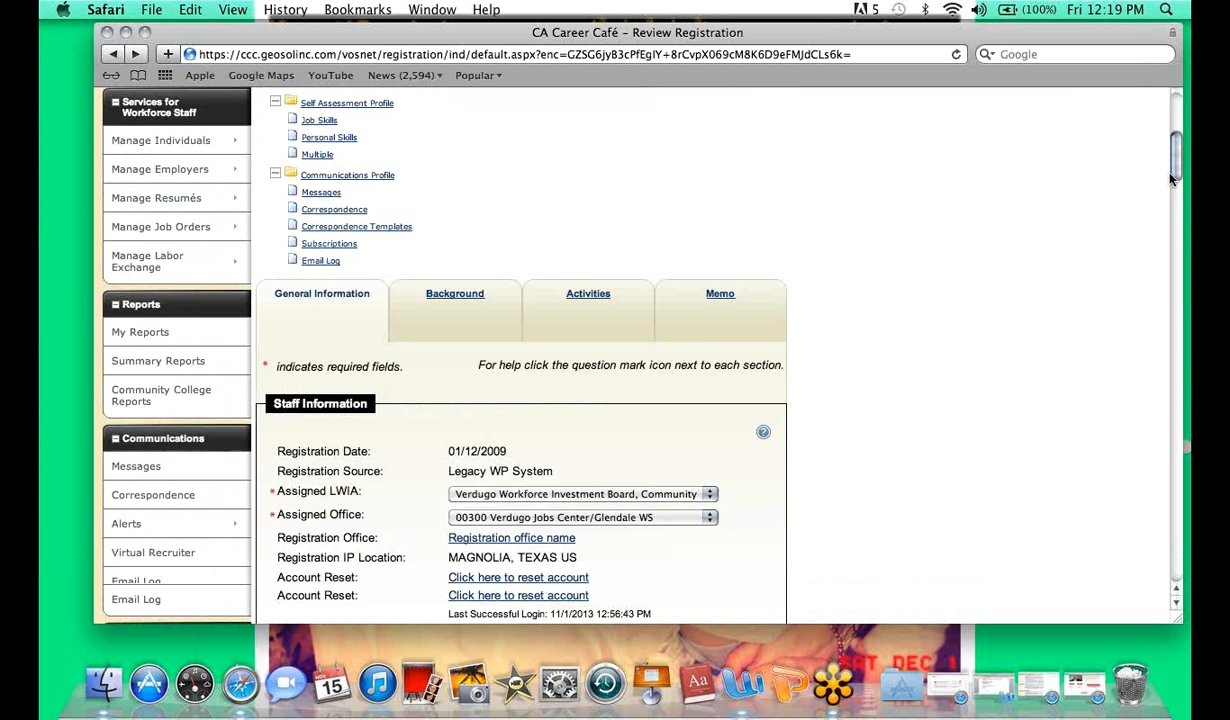 Safari File Edit View History Bookmarks Window Help 5 (100%) Fri 12:19 PM
CA Career Café – Review Registration
https://ccc.geosolinc.com/vosnet/registration/ind/default.aspx?enc=GZSG6jyB3cPfEglY+8rCvpX069cM8K6D9eFMJdCLs6k= Google
Apple Google Maps YouTube News (2,594) Popular
Services for
Workforce Staff
Manage Individuals
Manage Employers
Manage Resumés
Manage Job Orders
Manage Labor
Exchange
Reports
My Reports
Summary Reports
Community College
Reports
Communications
Messages
Correspondence
Alerts
Virtual Recruiter
Email Log
Email Log
Self Assessment Profile
Job Skills
Personal Skills
Multiple
Communications Profile
Messages
Correspondence
Correspondence Templates
Subscriptions
Email Log
General Information Background Activities Memo
* indicates required fields. For help click the question mark icon next to each section.
Staff Information
Registration Date: 01/12/2009
Registration Source: Legacy WP System
*Assigned LWIA: Verdugo Workforce Investment Board, Community
*Assigned Office: 00300 Verdugo Jobs Center/Glendale WS
Registration Office: Registration office name
Registration IP Location: MAGNOLIA, TEXAS US
Account Reset: Click here to reset account
Account Reset: Click here to reset account
Last Successful Login: 11/1/2013 12:56:43 PM
SAT DEC 1
NOV
15
Aa